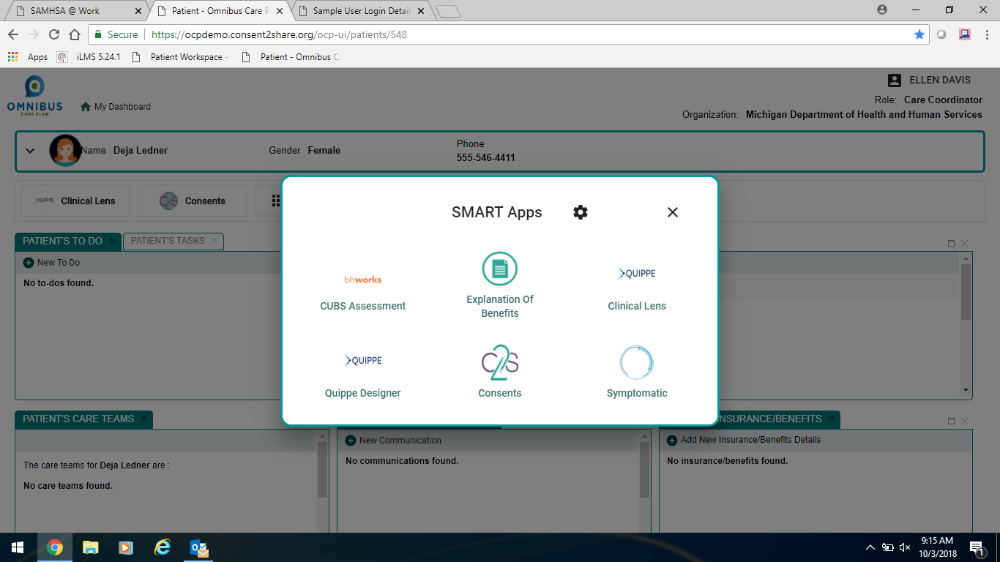 SAMHSA @ Work
Patient - Omnibus Care P
Sample User Login Detail
Secure
https://ocpdemo.consent2share.org/ocp-ui/patients/548
Apps
iLMS 5.24.1
Patient Workspace -
Patient - Omnibus C
OMNIBUS
CARE PLAN
My Dashboard
ELLEN DAVIS
Role: Care Coordinator
Organization: Michigan Department of Health and Human Services
Name Deja Ledner
Gender Female
Phone
555-546-4411
QUIPPE Clinical Lens
C2S Consents
SMART Apps
bhworks
CUBS Assessment
Explanation Of
Benefits
QUIPPE
Clinical Lens
QUIPPE
Quippe Designer
C2S
Consents
Symptomatic
PATIENT'S TO DO
PATIENT'S TASKS
New To Do
No to-dos found.
PATIENT'S CARE TEAMS
The care teams for Deja Ledner are :
No care teams found.
New Communication
No communications found.
NSURANCE/BENEFITS
Add New Insurance/Benefits Details
No insurance/benefits found.
9:15 AM
10/3/2018
1